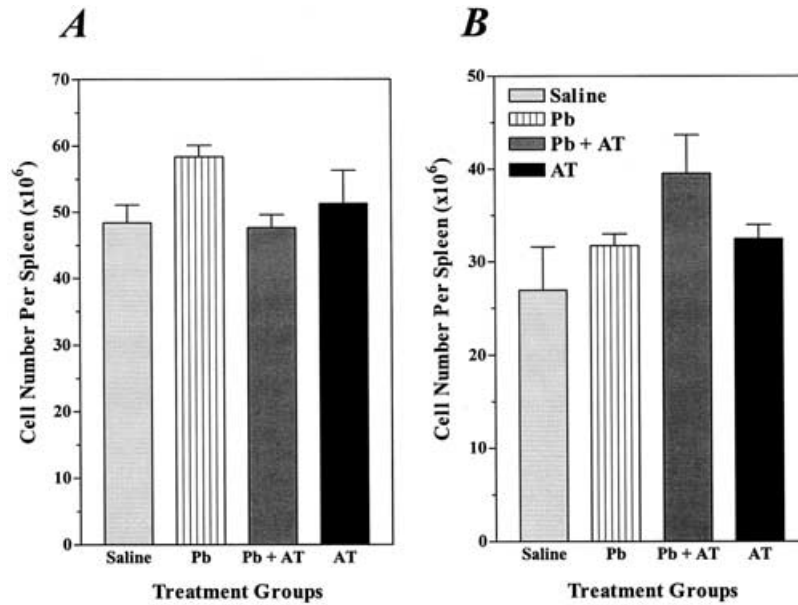 A
Cell Number Per Spleen (x10⁶)
70
60
50
40
30
20
10
0
Saline
Pb
Pb + AT
AT
Treatment Groups
B
Cell Number Per Spleen (x10⁶)
50
40
30
20
10
0
Saline
Pb
Pb + AT
AT
Saline
Pb
Pb + AT
AT
Treatment Groups